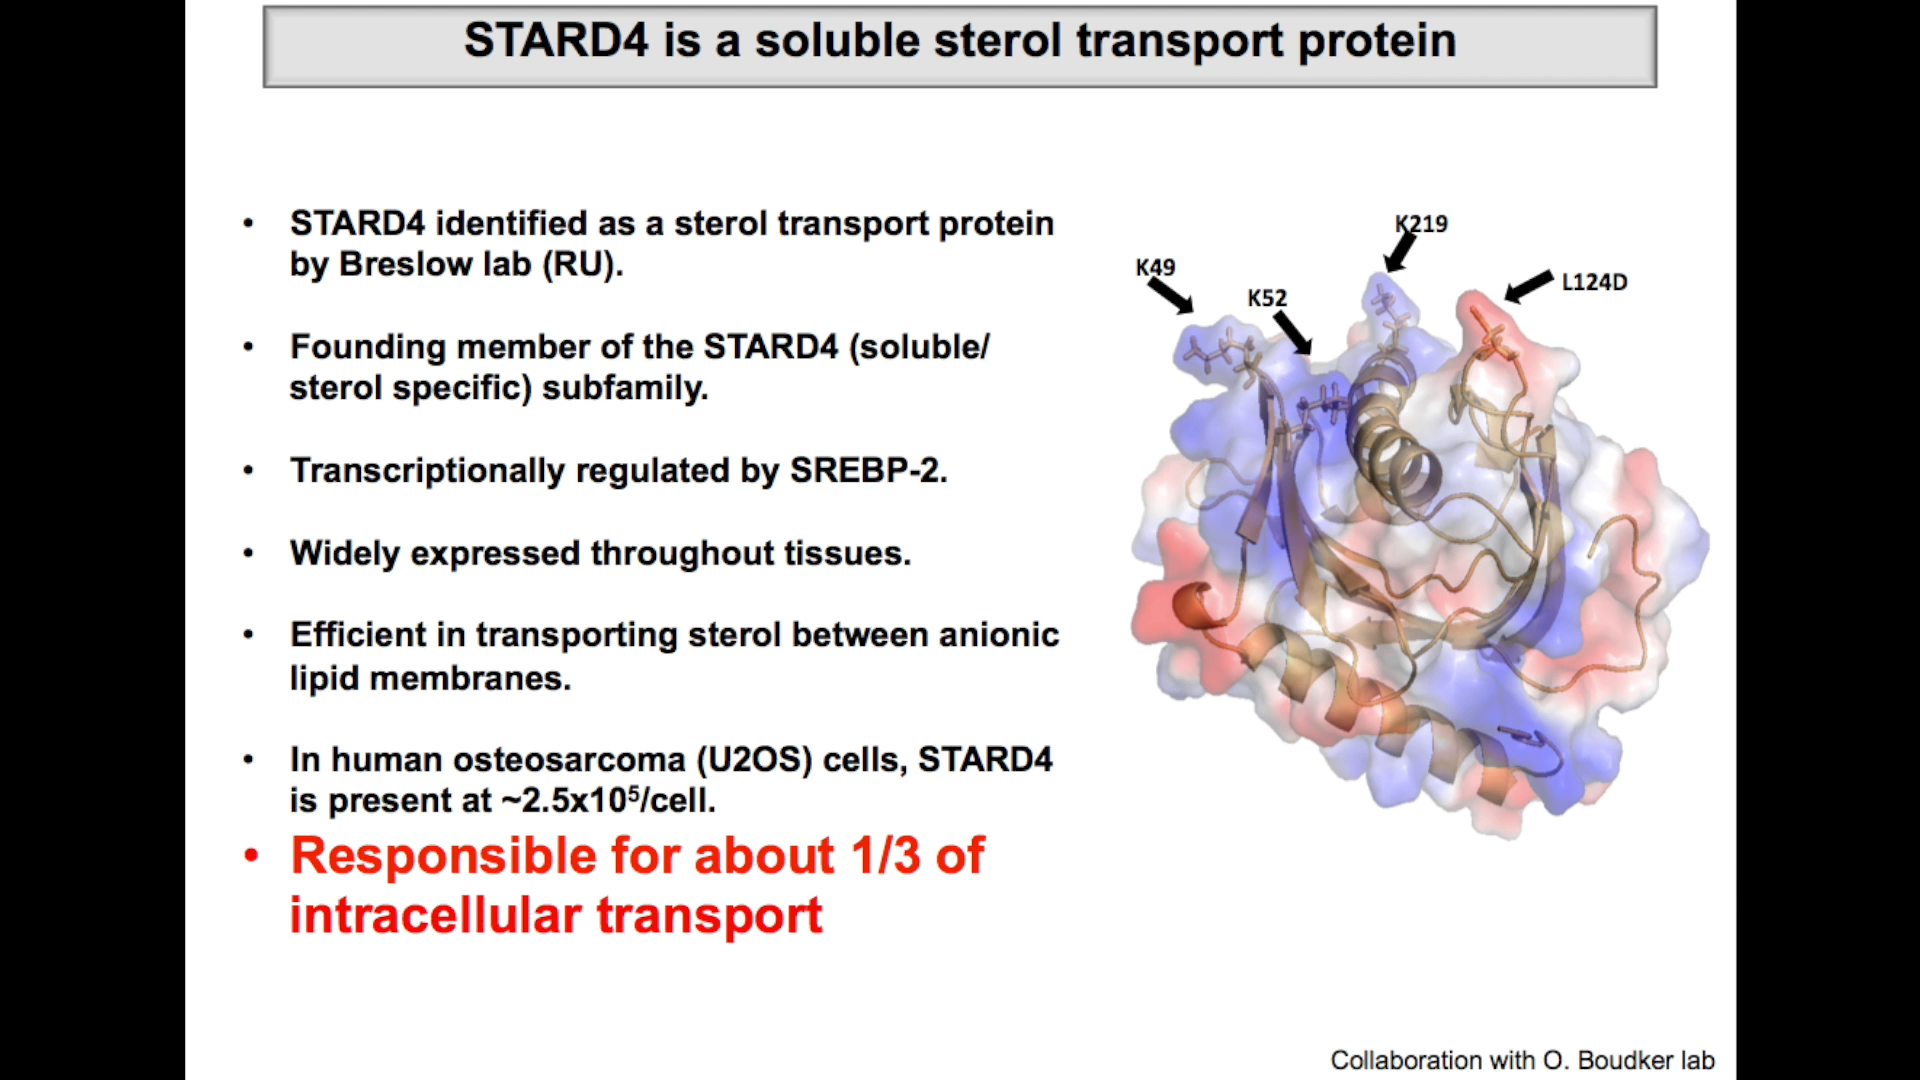 STARD4 is a soluble sterol transport protein
• STARD4 identified as a sterol transport protein
by Breslow lab (RU).
• Founding member of the STARD4 (soluble/
sterol specific) subfamily.
• Transcriptionally regulated by SREBP-2.
• Widely expressed throughout tissues.
• Efficient in transporting sterol between anionic
lipid membranes.
• In human osteosarcoma (U2OS) cells, STARD4
is present at ~2.5x10⁵/cell.
• Responsible for about 1/3 of
intracellular transport
K219
K49
K52
L124D
Collaboration with O. Boudker lab